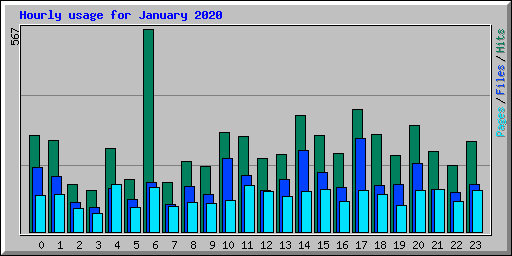 Hourly usage for January 2020
567
Pages/Files/Hits
0 1 2 3 4 5 6 7 8 9 10 11 12 13 14 15 16 17 18 19 20 21 22 23